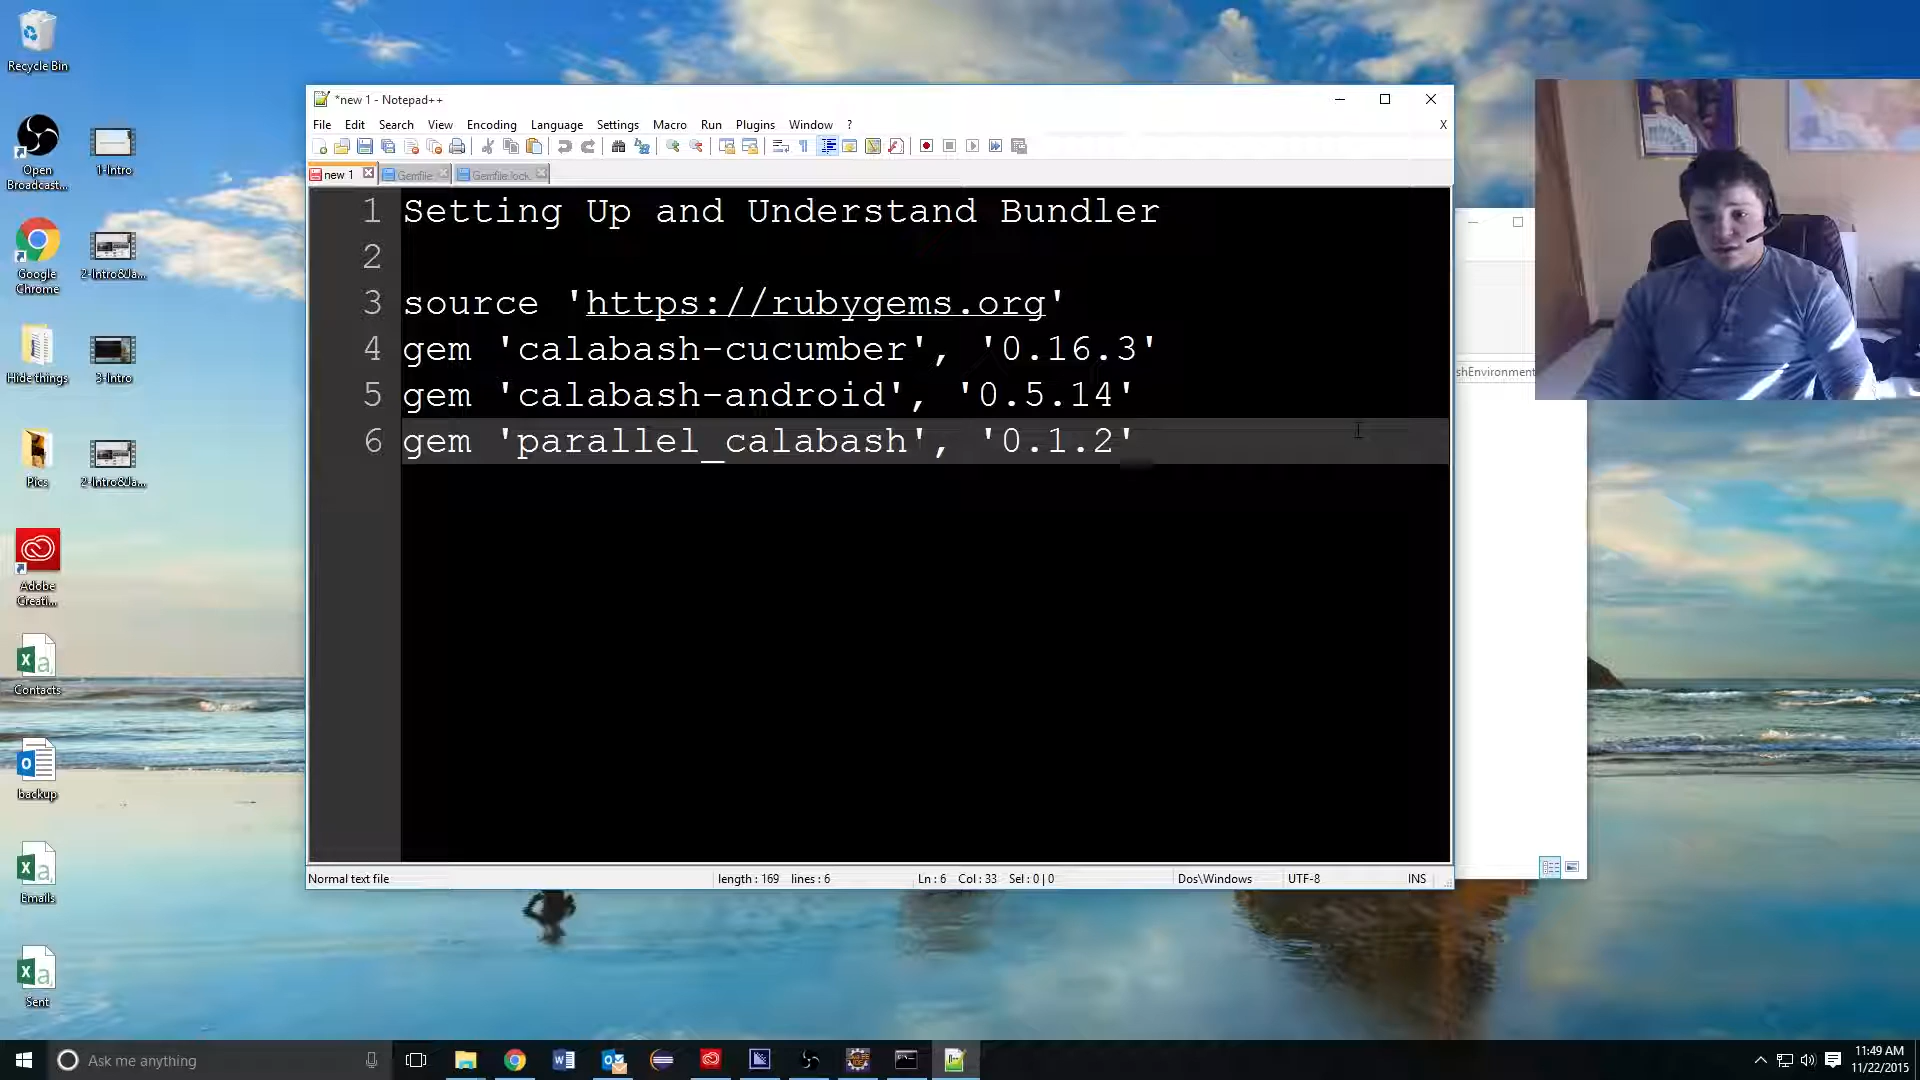 Recycle Bin
Open
Broadcast...
1-Intro
Google
Chrome
2-Intro&Ja...
Hide things
3-Intro
Pics
2-Intro&Ja...
Adobe
Creati...
Contacts
backup
Emails
Sent
*new 1 - Notepad++
File Edit Search View Encoding Language Settings Macro Run Plugins Window ?
X
new 1 Gemfile Gemfile.lock
1 Setting Up and Understand Bundler
2
3 source 'https://rubygems.org'
4 gem 'calabash-cucumber', '0.16.3'
5 gem 'calabash-android', '0.5.14'
6 gem 'parallel_calabash', '0.1.2'
shEnvironment
Normal text file length : 169 lines : 6 Ln : 6 Col : 33 Sel : 0 | 0 Dos\Windows UTF-8 INS
Ask me anything
11:49 AM
11/22/2015